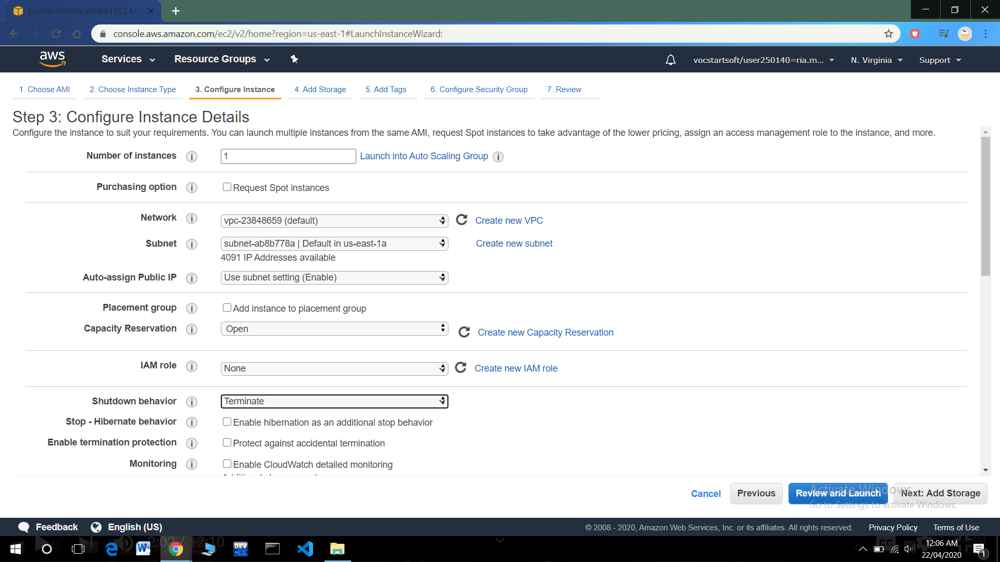 Launch instance wizard | EC2 Ma
console.aws.amazon.com/ec2/v2/home?region=us-east-1#LaunchInstanceWizard:
aws Services Resource Groups vocstartsoft/user250140=ria.m... N. Virginia Support
1. Choose AMI 2. Choose Instance Type 3. Configure Instance 4. Add Storage 5. Add Tags 6. Configure Security Group 7. Review
Step 3: Configure Instance Details
Configure the instance to suit your requirements. You can launch multiple instances from the same AMI, request Spot instances to take advantage of the lower pricing, assign an access management role to the instance, and more.
Number of instances 1 Launch into Auto Scaling Group
Purchasing option Request Spot instances
Network vpc-23848659 (default) Create new VPC
Subnet subnet-ab8b778a | Default in us-east-1a Create new subnet
4091 IP Addresses available
Auto-assign Public IP Use subnet setting (Enable)
Placement group Add instance to placement group
Capacity Reservation Open Create new Capacity Reservation
IAM role None Create new IAM role
Shutdown behavior Terminate
Stop - Hibernate behavior Enable hibernation as an additional stop behavior
Enable termination protection Protect against accidental termination
Monitoring Enable CloudWatch detailed monitoring
Cancel Previous Review and Launch Next: Add Storage
Activate Windows
Go to Settings to activate Windows.
Feedback English (US) © 2008 - 2020, Amazon Web Services, Inc. or its affiliates. All rights reserved. Privacy Policy Terms of Use
2:02 / 12:10
DEV
12:06 AM
22/04/2020
1